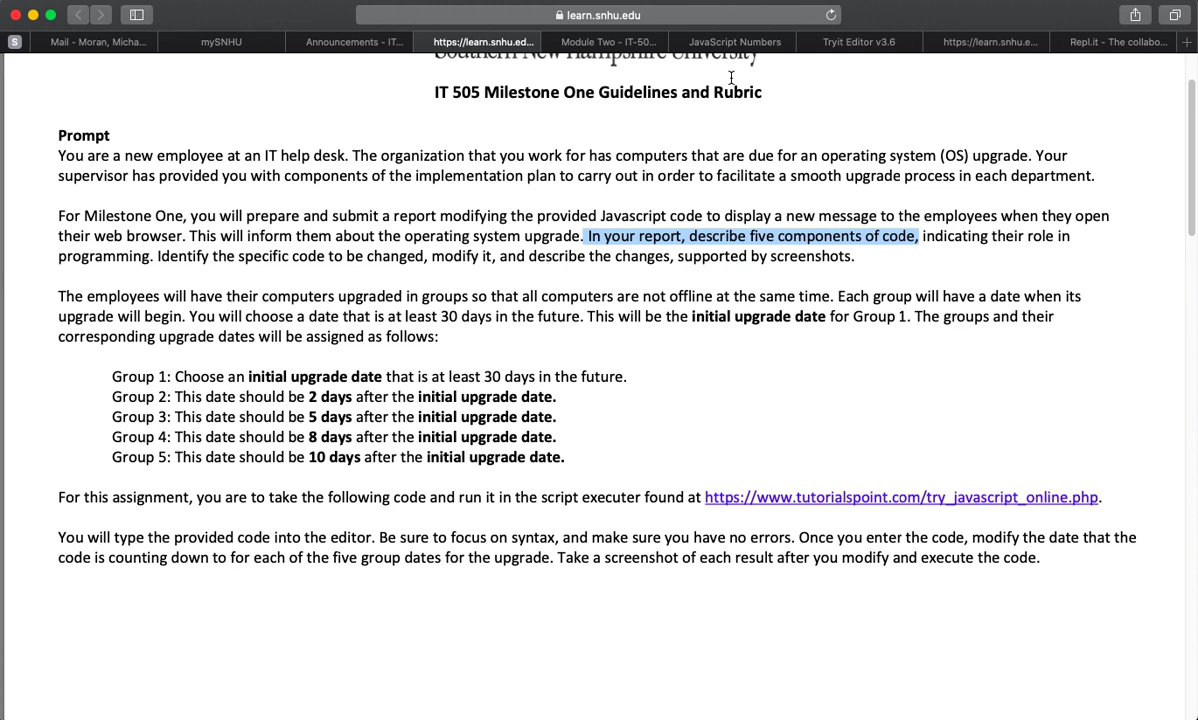 learn.snhu.edu
S
Mail - Moran, Micha...
mySNHU
Announcements - IT...
https://learn.snhu.ed...
Module Two - IT-50...
JavaScript Numbers
Tryit Editor v3.6
https://learn.snhu.e...
Repl.it - The collabo...
Southern New Hampshire University
IT 505 Milestone One Guidelines and Rubric
Prompt
You are a new employee at an IT help desk. The organization that you work for has computers that are due for an operating system (OS) upgrade. Your
supervisor has provided you with components of the implementation plan to carry out in order to facilitate a smooth upgrade process in each department.
For Milestone One, you will prepare and submit a report modifying the provided Javascript code to display a new message to the employees when they open
their web browser. This will inform them about the operating system upgrade. In your report, describe five components of code, indicating their role in
programming. Identify the specific code to be changed, modify it, and describe the changes, supported by screenshots.
The employees will have their computers upgraded in groups so that all computers are not offline at the same time. Each group will have a date when its
upgrade will begin. You will choose a date that is at least 30 days in the future. This will be the initial upgrade date for Group 1. The groups and their
corresponding upgrade dates will be assigned as follows:
Group 1: Choose an initial upgrade date that is at least 30 days in the future.
Group 2: This date should be 2 days after the initial upgrade date.
Group 3: This date should be 5 days after the initial upgrade date.
Group 4: This date should be 8 days after the initial upgrade date.
Group 5: This date should be 10 days after the initial upgrade date.
For this assignment, you are to take the following code and run it in the script executer found at https://www.tutorialspoint.com/try_javascript_online.php.
You will type the provided code into the editor. Be sure to focus on syntax, and make sure you have no errors. Once you enter the code, modify the date that the
code is counting down to for each of the five group dates for the upgrade. Take a screenshot of each result after you modify and execute the code.